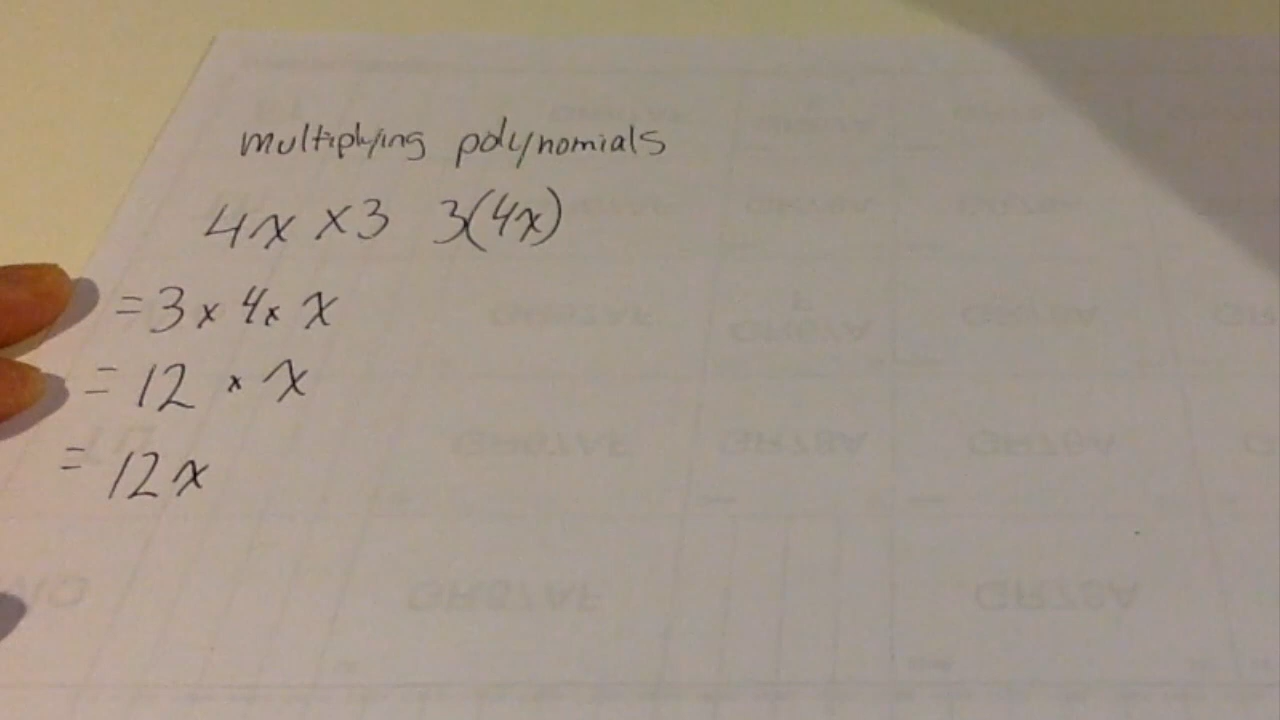 multiplying polynomials
4x × 3 3(4x)
= 3 × 4 × x
= 12 × x
= 12x